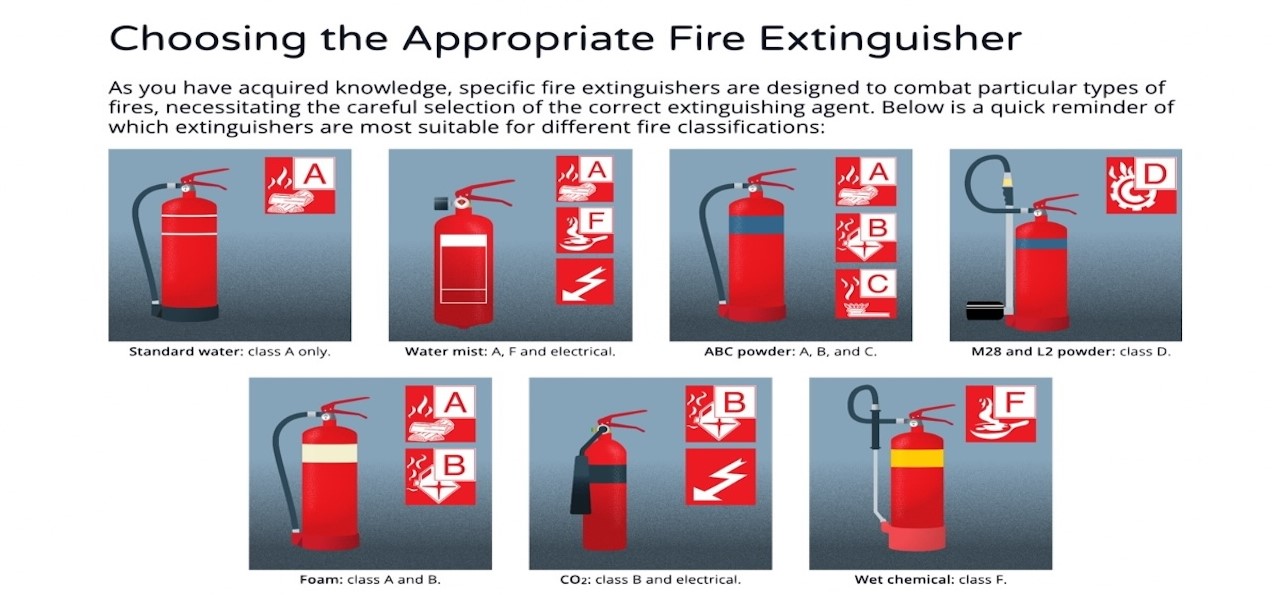 Choosing the Appropriate Fire Extinguisher
As you have acquired knowledge, specific fire extinguishers are designed to combat particular types of
fires, necessitating the careful selection of the correct extinguishing agent. Below is a quick reminder of
which extinguishers are most suitable for different fire classifications:
A
A
F
A
B
C
D
Standard water: class A only.
Water mist: A, F and electrical.
ABC powder: A, B, and C.
M28 and L2 powder: class D.
A
B
B
F
Foam: class A and B.
CO₂: class B and electrical.
Wet chemical: class F.